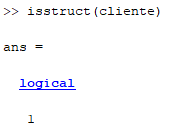 >> isstruct(cliente)
ans =
logical
1